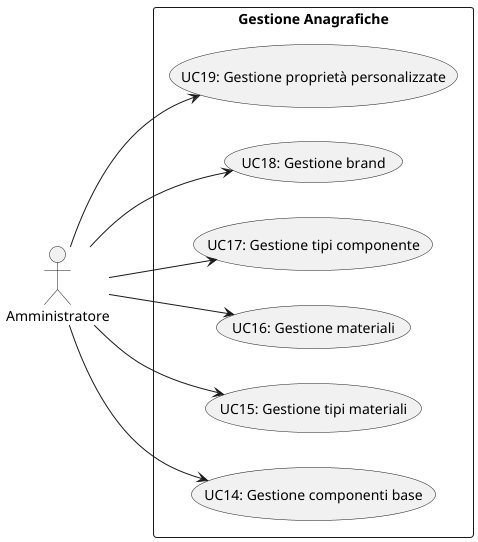 Gestione Anagrafiche
UC19: Gestione proprietà personalizzate
UC18: Gestione brand
UC17: Gestione tipi componente
Amministratore
UC16: Gestione materiali
UC15: Gestione tipi materiali
UC14: Gestione componenti base